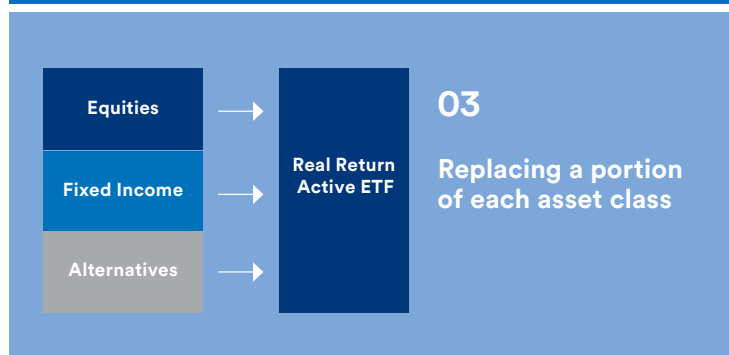 Equities
Fixed Income
Alternatives
Real Return
Active ETF
03
Replacing a portion
of each asset class